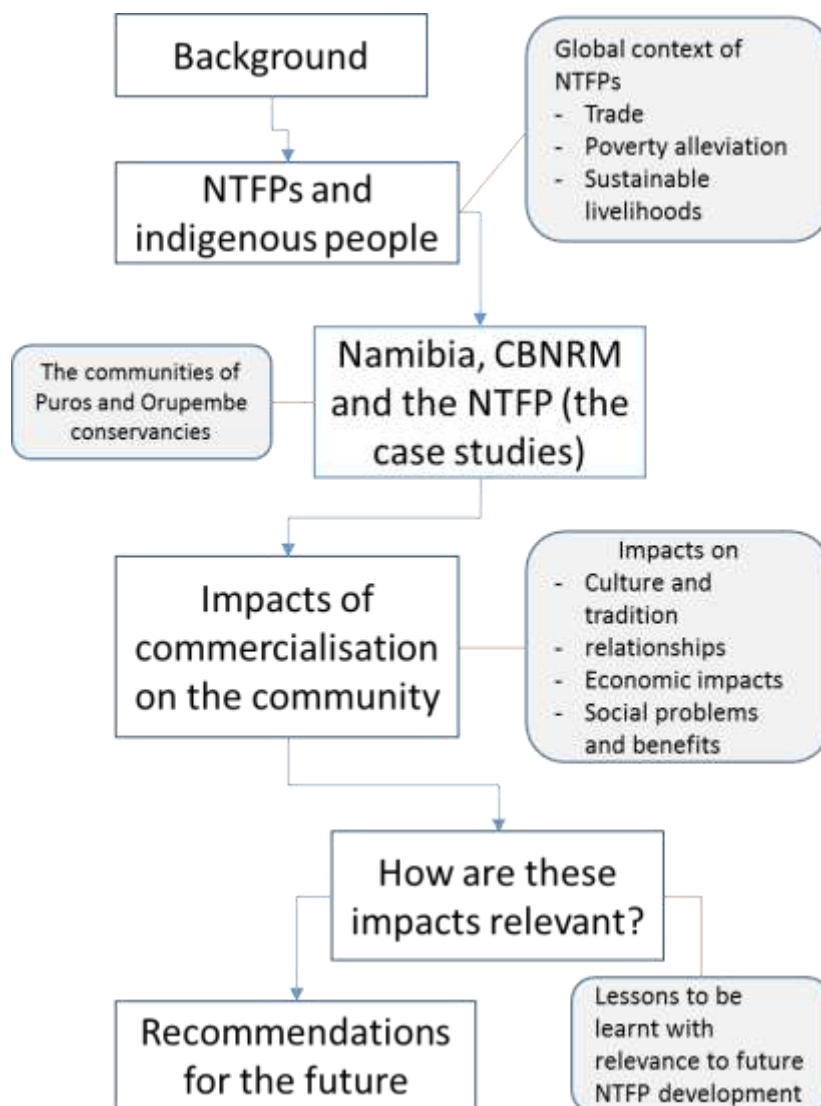 Background
Global context of
NTFPs
- Trade
- Poverty alleviation
- Sustainable
livelihoods
NTFPs and
indigenous people
Namibia, CBNRM
and the NTFP (the
case studies)
The communities of
Puros and Orupembe
conservancies
Impacts of
commercialisation
on the community
Impacts on
- Culture and
tradition
- relationships
- Economic impacts
- Social problems
and benefits
How are these
impacts relevant?
Lessons to be
learnt with
relevance to future
NTFP development
Recommendations
for the future